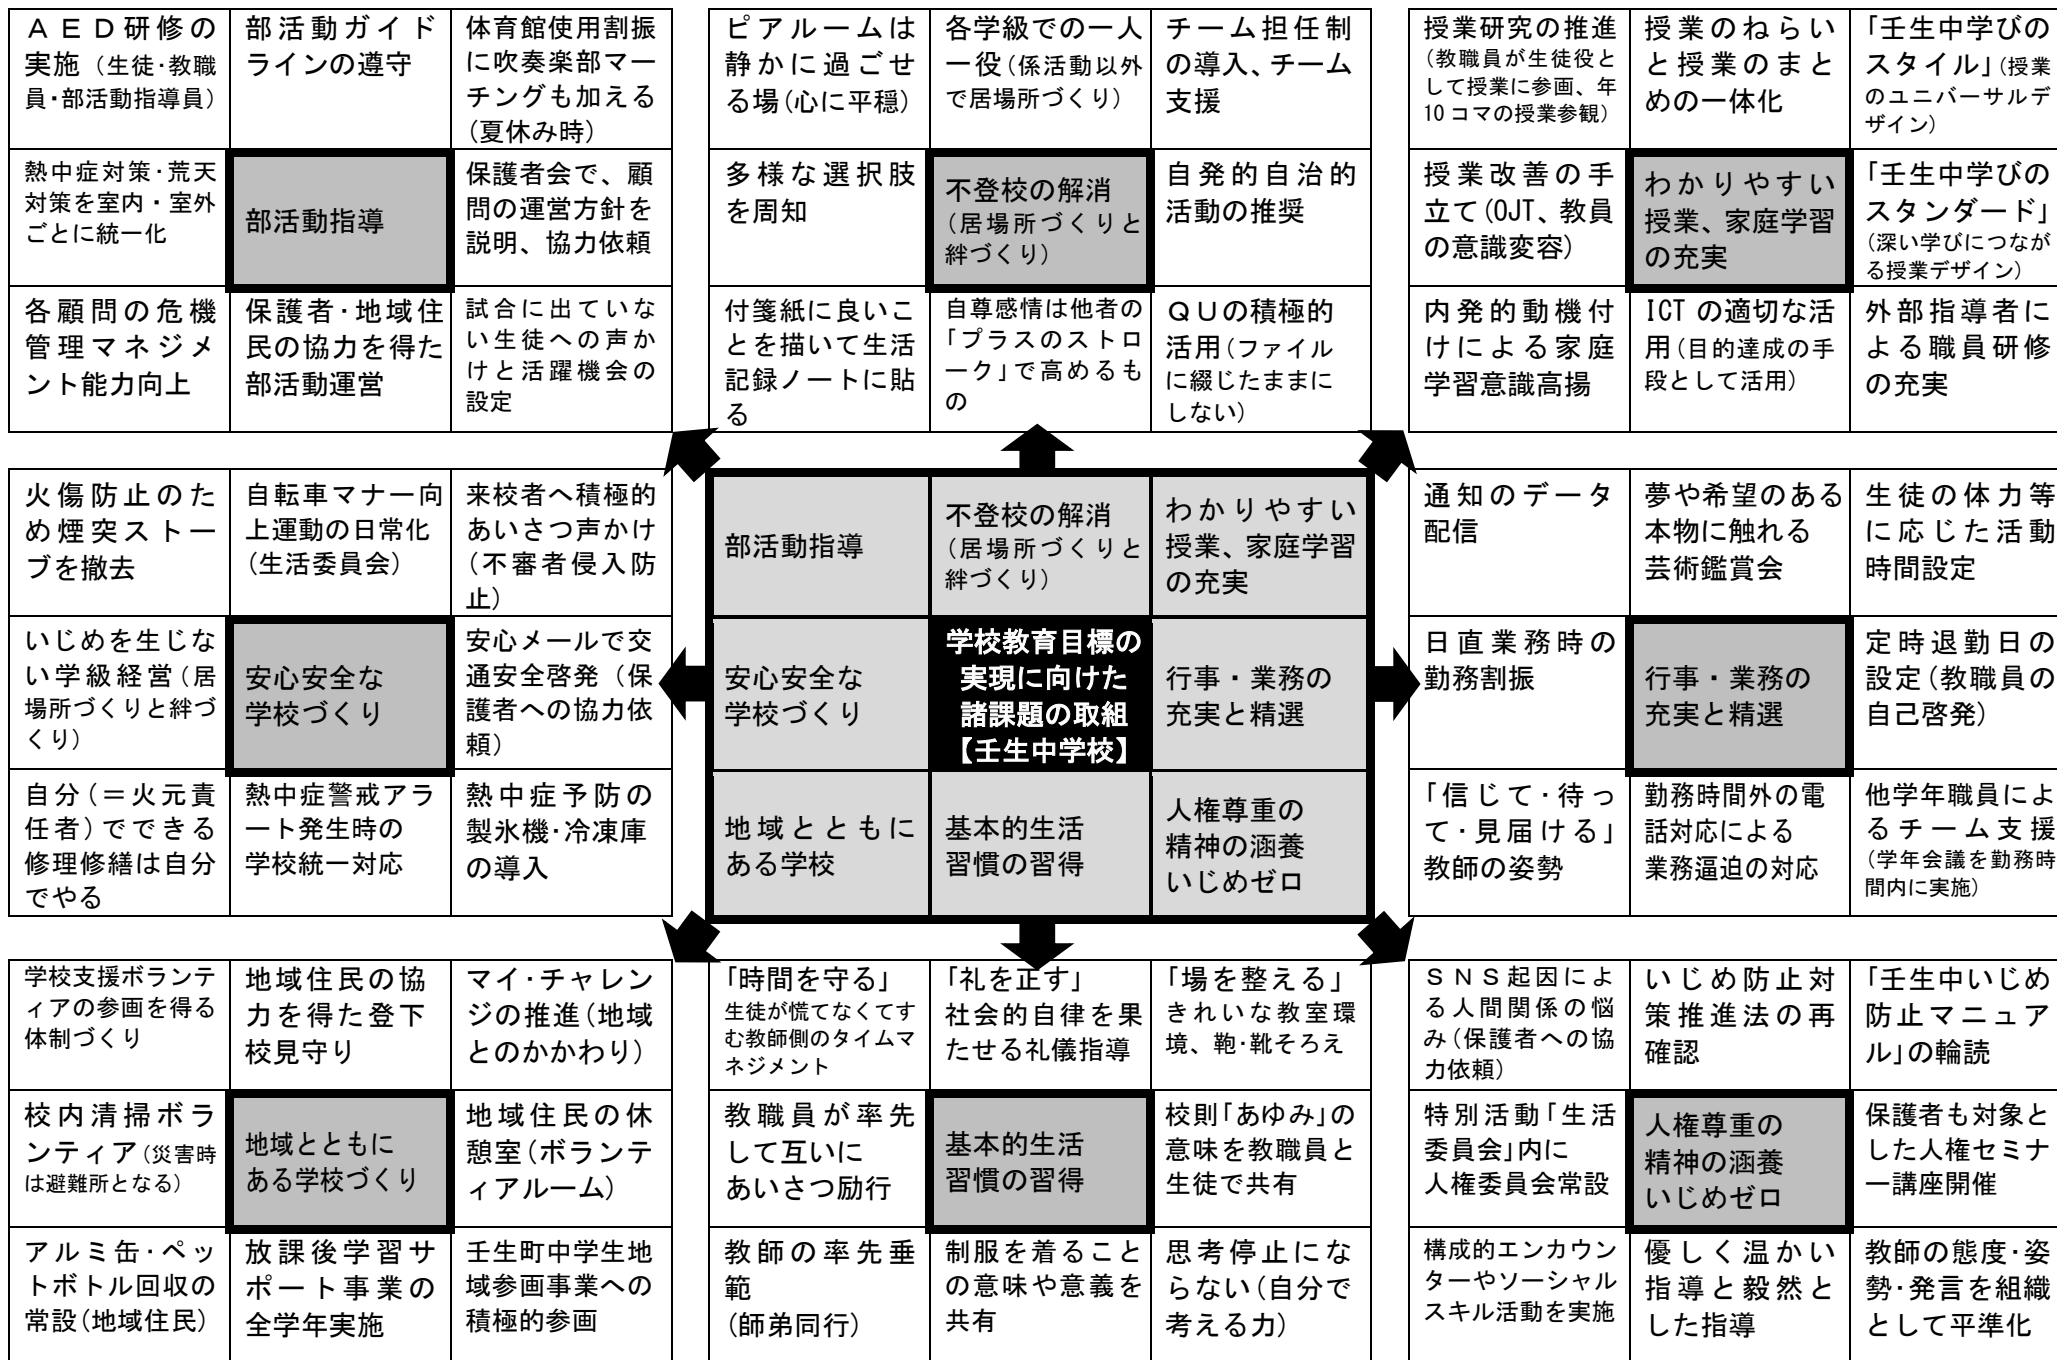 ＡＥＤ研修の
実施（生徒・教職
員・部活動指導員）
部活動ガイド
ラインの遵守
体育館使用割振
に吹奏楽部マー
チングも加える
（夏休み時）
熱中症対策・荒天
対策を室内・室外
ごとに統一化
部活動指導
保護者会で、顧
問の運営方針を
説明、協力依頼
各顧問の危機
管理マネジメ
ント能力向上
保護者・地域住
民の協力を得た
部活動運営
試合に出ていな
い生徒への声か
けと活躍機会の
設定
ピアルームは
静かに過ごせ
る場（心に平穏）
各学級での一人
一役（係活動以外
で居場所づくり）
チーム担任制
の導入、チーム
支援
多様な選択肢
を周知
不登校の解消
（居場所づくりと
絆づくり）
自発的自治的
活動の推奨
付箋紙に良いこ
とを描いて生活
記録ノートに貼
る
自尊感情は他者の
「プラスのストロ
ーク」で高めるも
の
ＱＵの積極的
活用（ファイル
に綴じたままに
しない）
授業研究の推進
（教職員が生徒役と
して授業に参画、年
10コマの授業参観）
授業のねらい
と授業のまと
めの一体化
「壬生中学びの
スタイル」（授業
のユニバーサルデ
ザイン）
授業改善の手
立て（OJT、教員
の意識変容）
わかりやすい
授業、家庭学習
の充実
「壬生中学びの
スタンダード」
（深い学びにつなが
る授業デザイン）
内発的動機付
けによる家庭
学習意識高揚
ICTの適切な活
用（目的達成の手
段として活用）
外部指導者に
よる職員研修
の充実
火傷防止のた
め煙突ストー
ブを撤去
自転車マナー向
上運動の日常化
（生活委員会）
来校者へ積極的
あいさつ声かけ
（不審者侵入防
止）
いじめを生じな
い学級経営（居
場所づくりと絆づ
くり）
安心安全な
学校づくり
安心メールで交
通安全啓発（保
護者への協力依
頼）
自分（＝火元責
任者）でできる
修理修繕は自分
でやる
熱中症警戒アラ
ート発生時の
学校統一対応
熱中症予防の
製氷機・冷凍庫
の導入
部活動指導
不登校の解消
（居場所づくりと
絆づくり）
わかりやすい
授業、家庭学習
の充実
安心安全な
学校づくり
学校教育目標の
実現に向けた
諸課題の取組
【壬生中学校】
行事・業務の
充実と精選
地域とともに
ある学校
基本的生活
習慣の習得
人権尊重の
精神の涵養
いじめゼロ
通知のデータ
配信
夢や希望のある
本物に触れる
芸術鑑賞会
生徒の体力等
に応じた活動
時間設定
日直業務時の
勤務割振
行事・業務の
充実と精選
定時退勤日の
設定（教職員の
自己啓発）
「信じて・待っ
て・見届ける」
教師の姿勢
勤務時間外の電
話対応による
業務逼迫の対応
他学年職員によ
るチーム支援
（学年会議を勤務時
間内に実施）
学校支援ボランテ
ィアの参画を得る
体制づくり
地域住民の協
力を得た登下
校見守り
マイ・チャレン
ジの推進（地域
とのかかわり）
校内清掃ボラ
ンティア（災害時
は避難所となる）
地域とともに
ある学校づくり
地域住民の休
憩室（ボランテ
ィアルーム）
アルミ缶・ペッ
トボトル回収の
常設（地域住民）
放課後学習サ
ポート事業の
全学年実施
壬生町中学生地
域参画事業への
積極的参画
「時間を守る」
生徒が慌てなくてす
む教師側のタイムマ
ネジメント
「礼を正す」
社会的自律を果
たせる礼儀指導
「場を整える」
きれいな教室環
境、鞄・靴そろえ
教職員が率先
して互いに
あいさつ励行
基本的生活
習慣の習得
校則「あゆみ」の
意味を教職員と
生徒で共有
教師の率先垂
範
（師弟同行）
制服を着ること
の意味や意義を
共有
思考停止にな
らない（自分で
考える力）
ＳＮＳ起因によ
る人間関係の悩
み（保護者への協
力依頼）
いじめ防止対
策推進法の再
確認
「壬生中いじめ
防止マニュア
ル」の輪読
特別活動「生活
委員会」内に
人権委員会常設
人権尊重の
精神の涵養
いじめゼロ
保護者も対象と
した人権セミナ
ー講座開催
構成的エンカウン
ターやソーシャル
スキル活動を実施
優しく温かい
指導と毅然と
した指導
教師の態度・姿
勢・発言を組織
として平準化